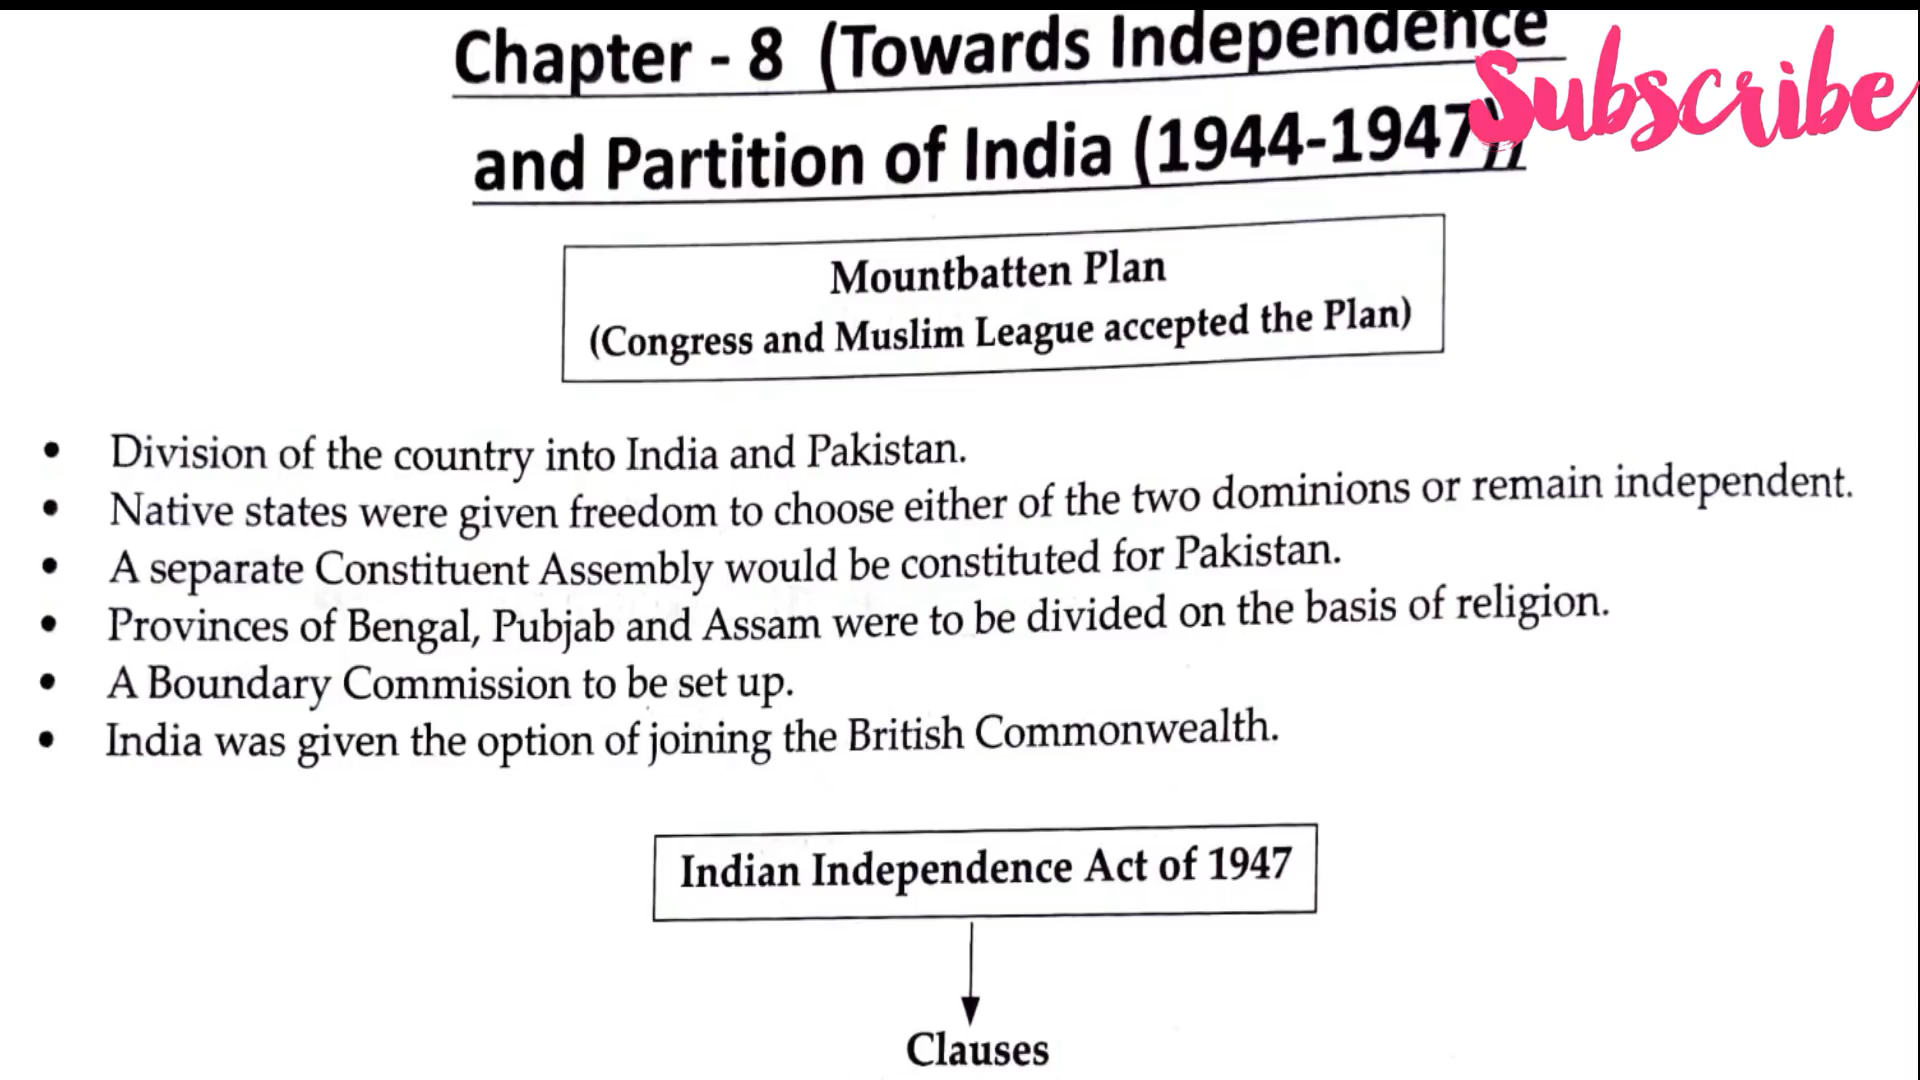 Chapter - 8 (Towards Independence
and Partition of India (1944-1947))
Subscribe
Mountbatten Plan
(Congress and Muslim League accepted the Plan)
• Division of the country into India and Pakistan.
• Native states were given freedom to choose either of the two dominions or remain independent.
• A separate Constituent Assembly would be constituted for Pakistan.
• Provinces of Bengal, Pubjab and Assam were to be divided on the basis of religion.
• A Boundary Commission to be set up.
• India was given the option of joining the British Commonwealth.
Indian Independence Act of 1947
Clauses